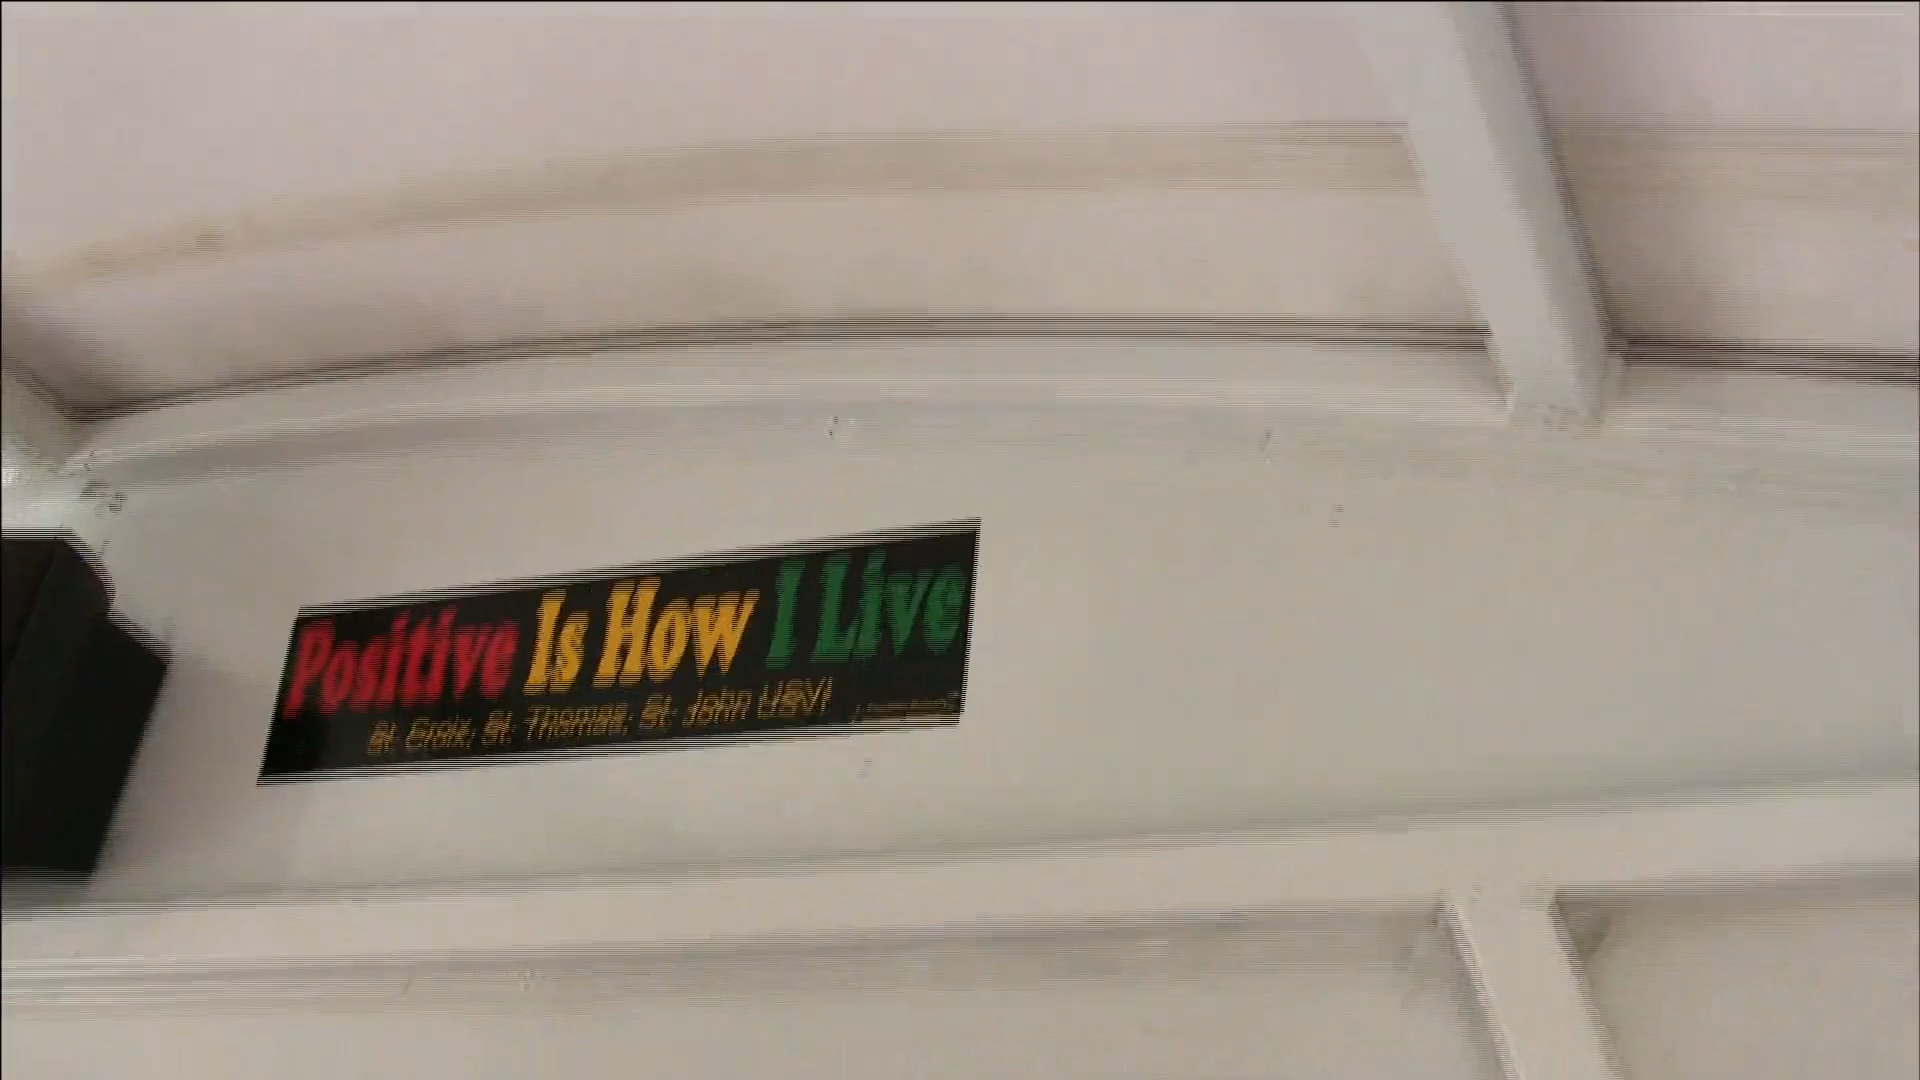 Positive Is How I Live
St. Croix, St. Thomas, St. John USVI